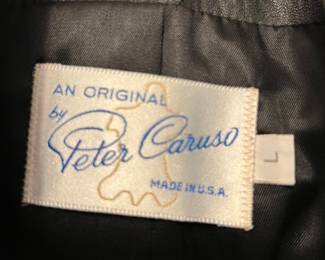 AN ORIGINAL
by
Peter Caruso
MADE IN U.S.A.
L